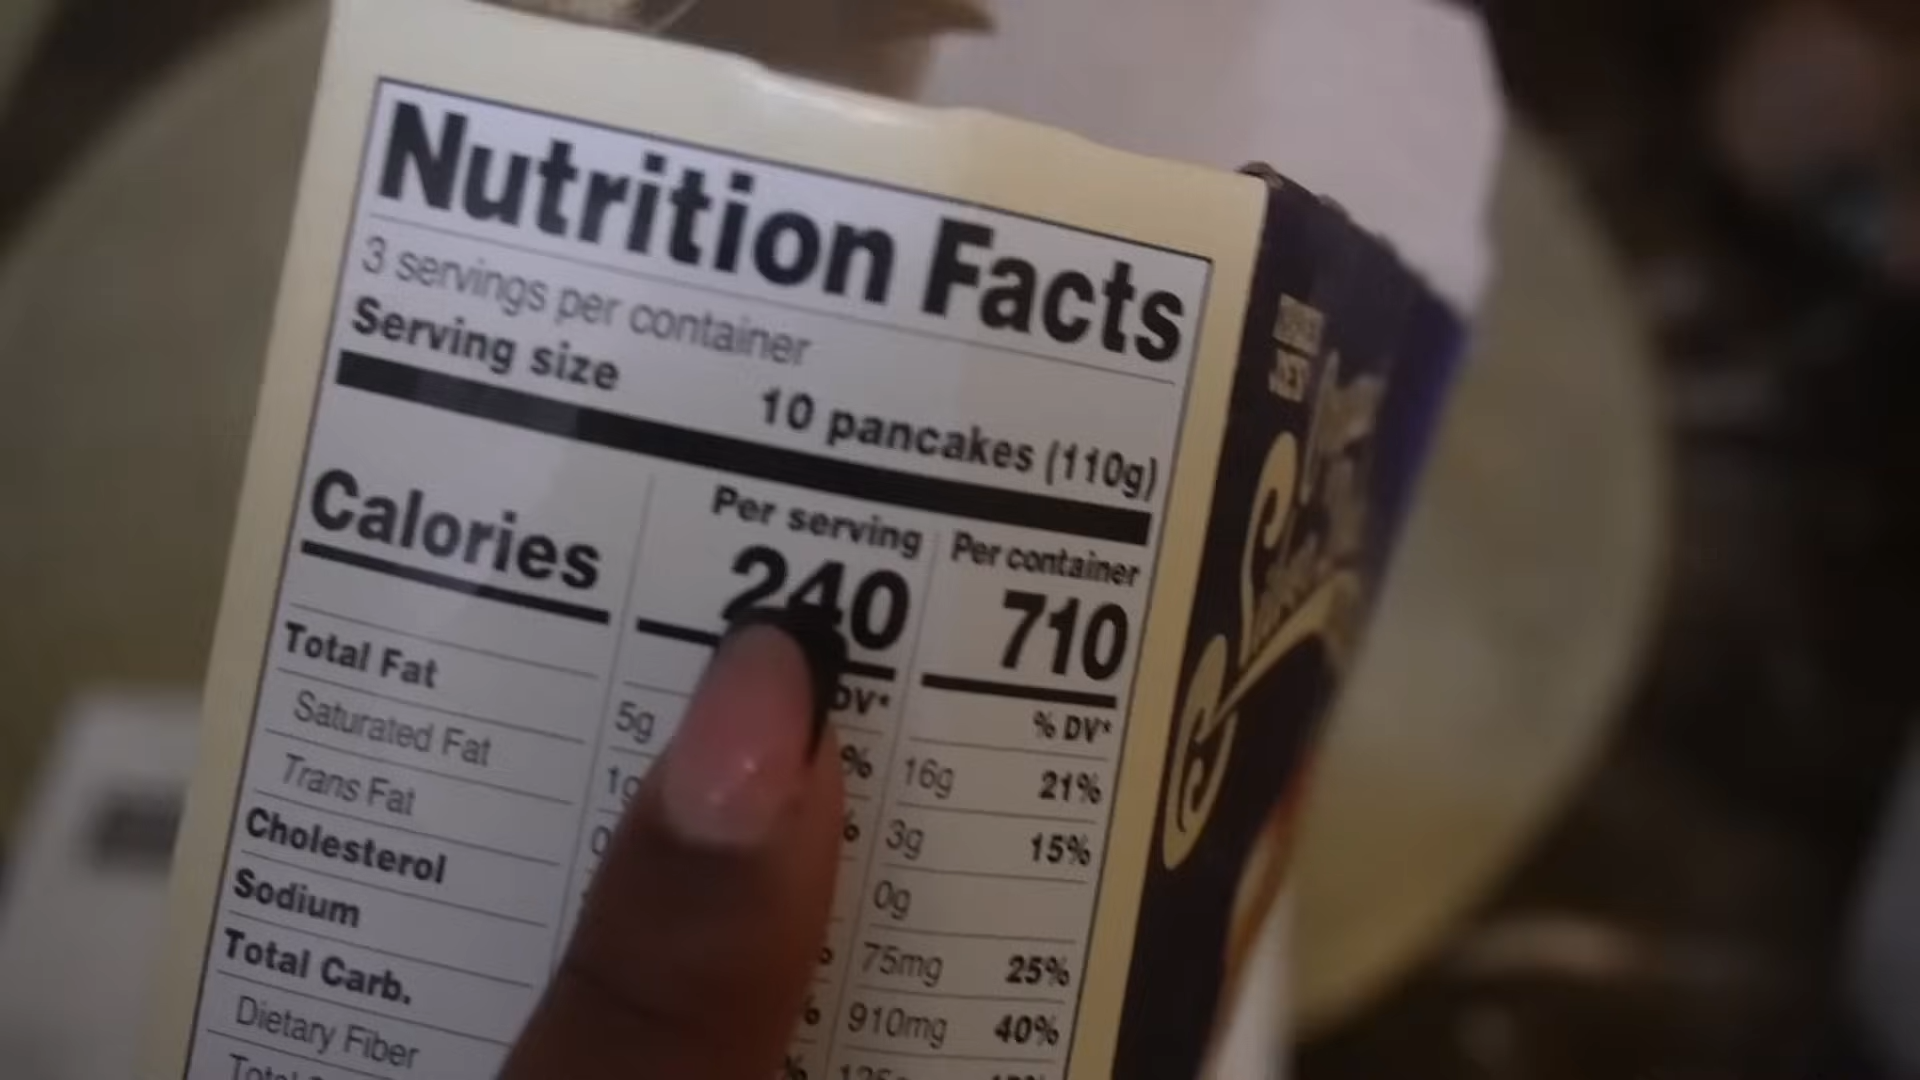 Nutrition Facts
3 servings per container
Serving size 10 pancakes (110g)
Per serving Per container
Calories 240 710
DV* % DV*
Total Fat 5g % 16g 21%
Saturated Fat 1g % 3g 15%
Trans Fat 0g
Cholesterol % 75mg 25%
Sodium % 910mg 40%
Total Carb. %
Dietary Fiber